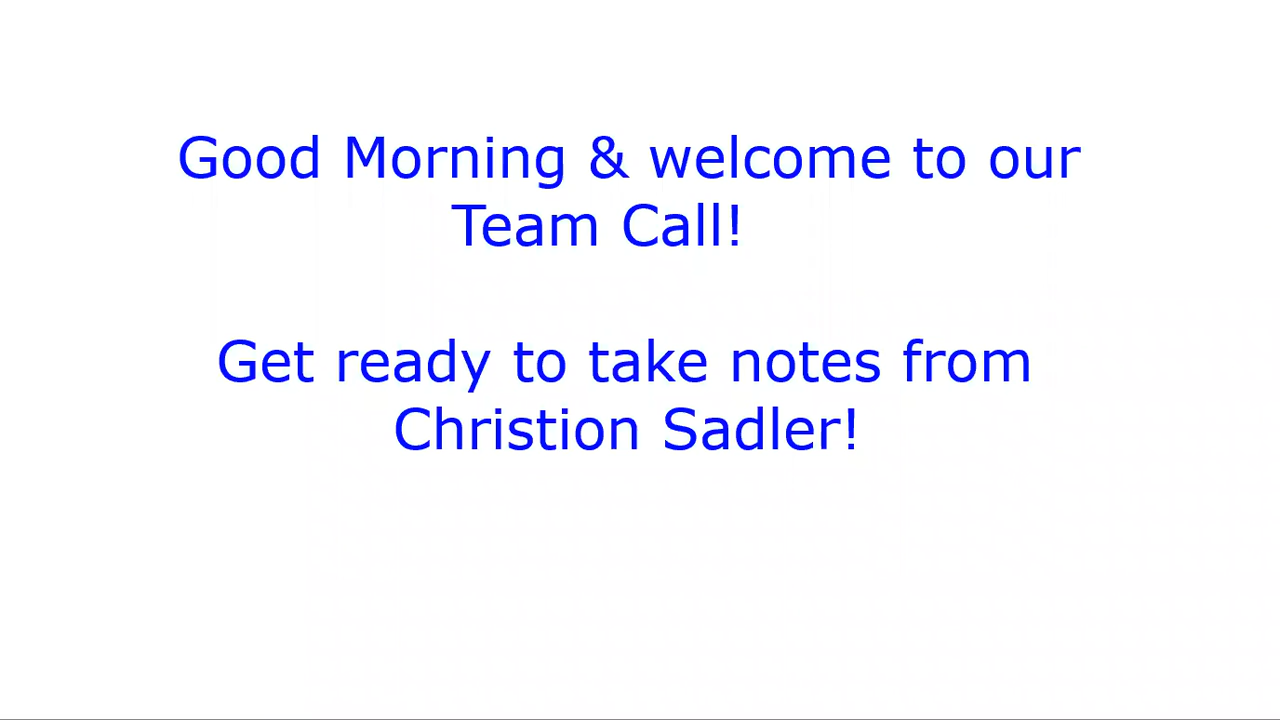 Good Morning & welcome to our
Team Call!
Get ready to take notes from
Christion Sadler!